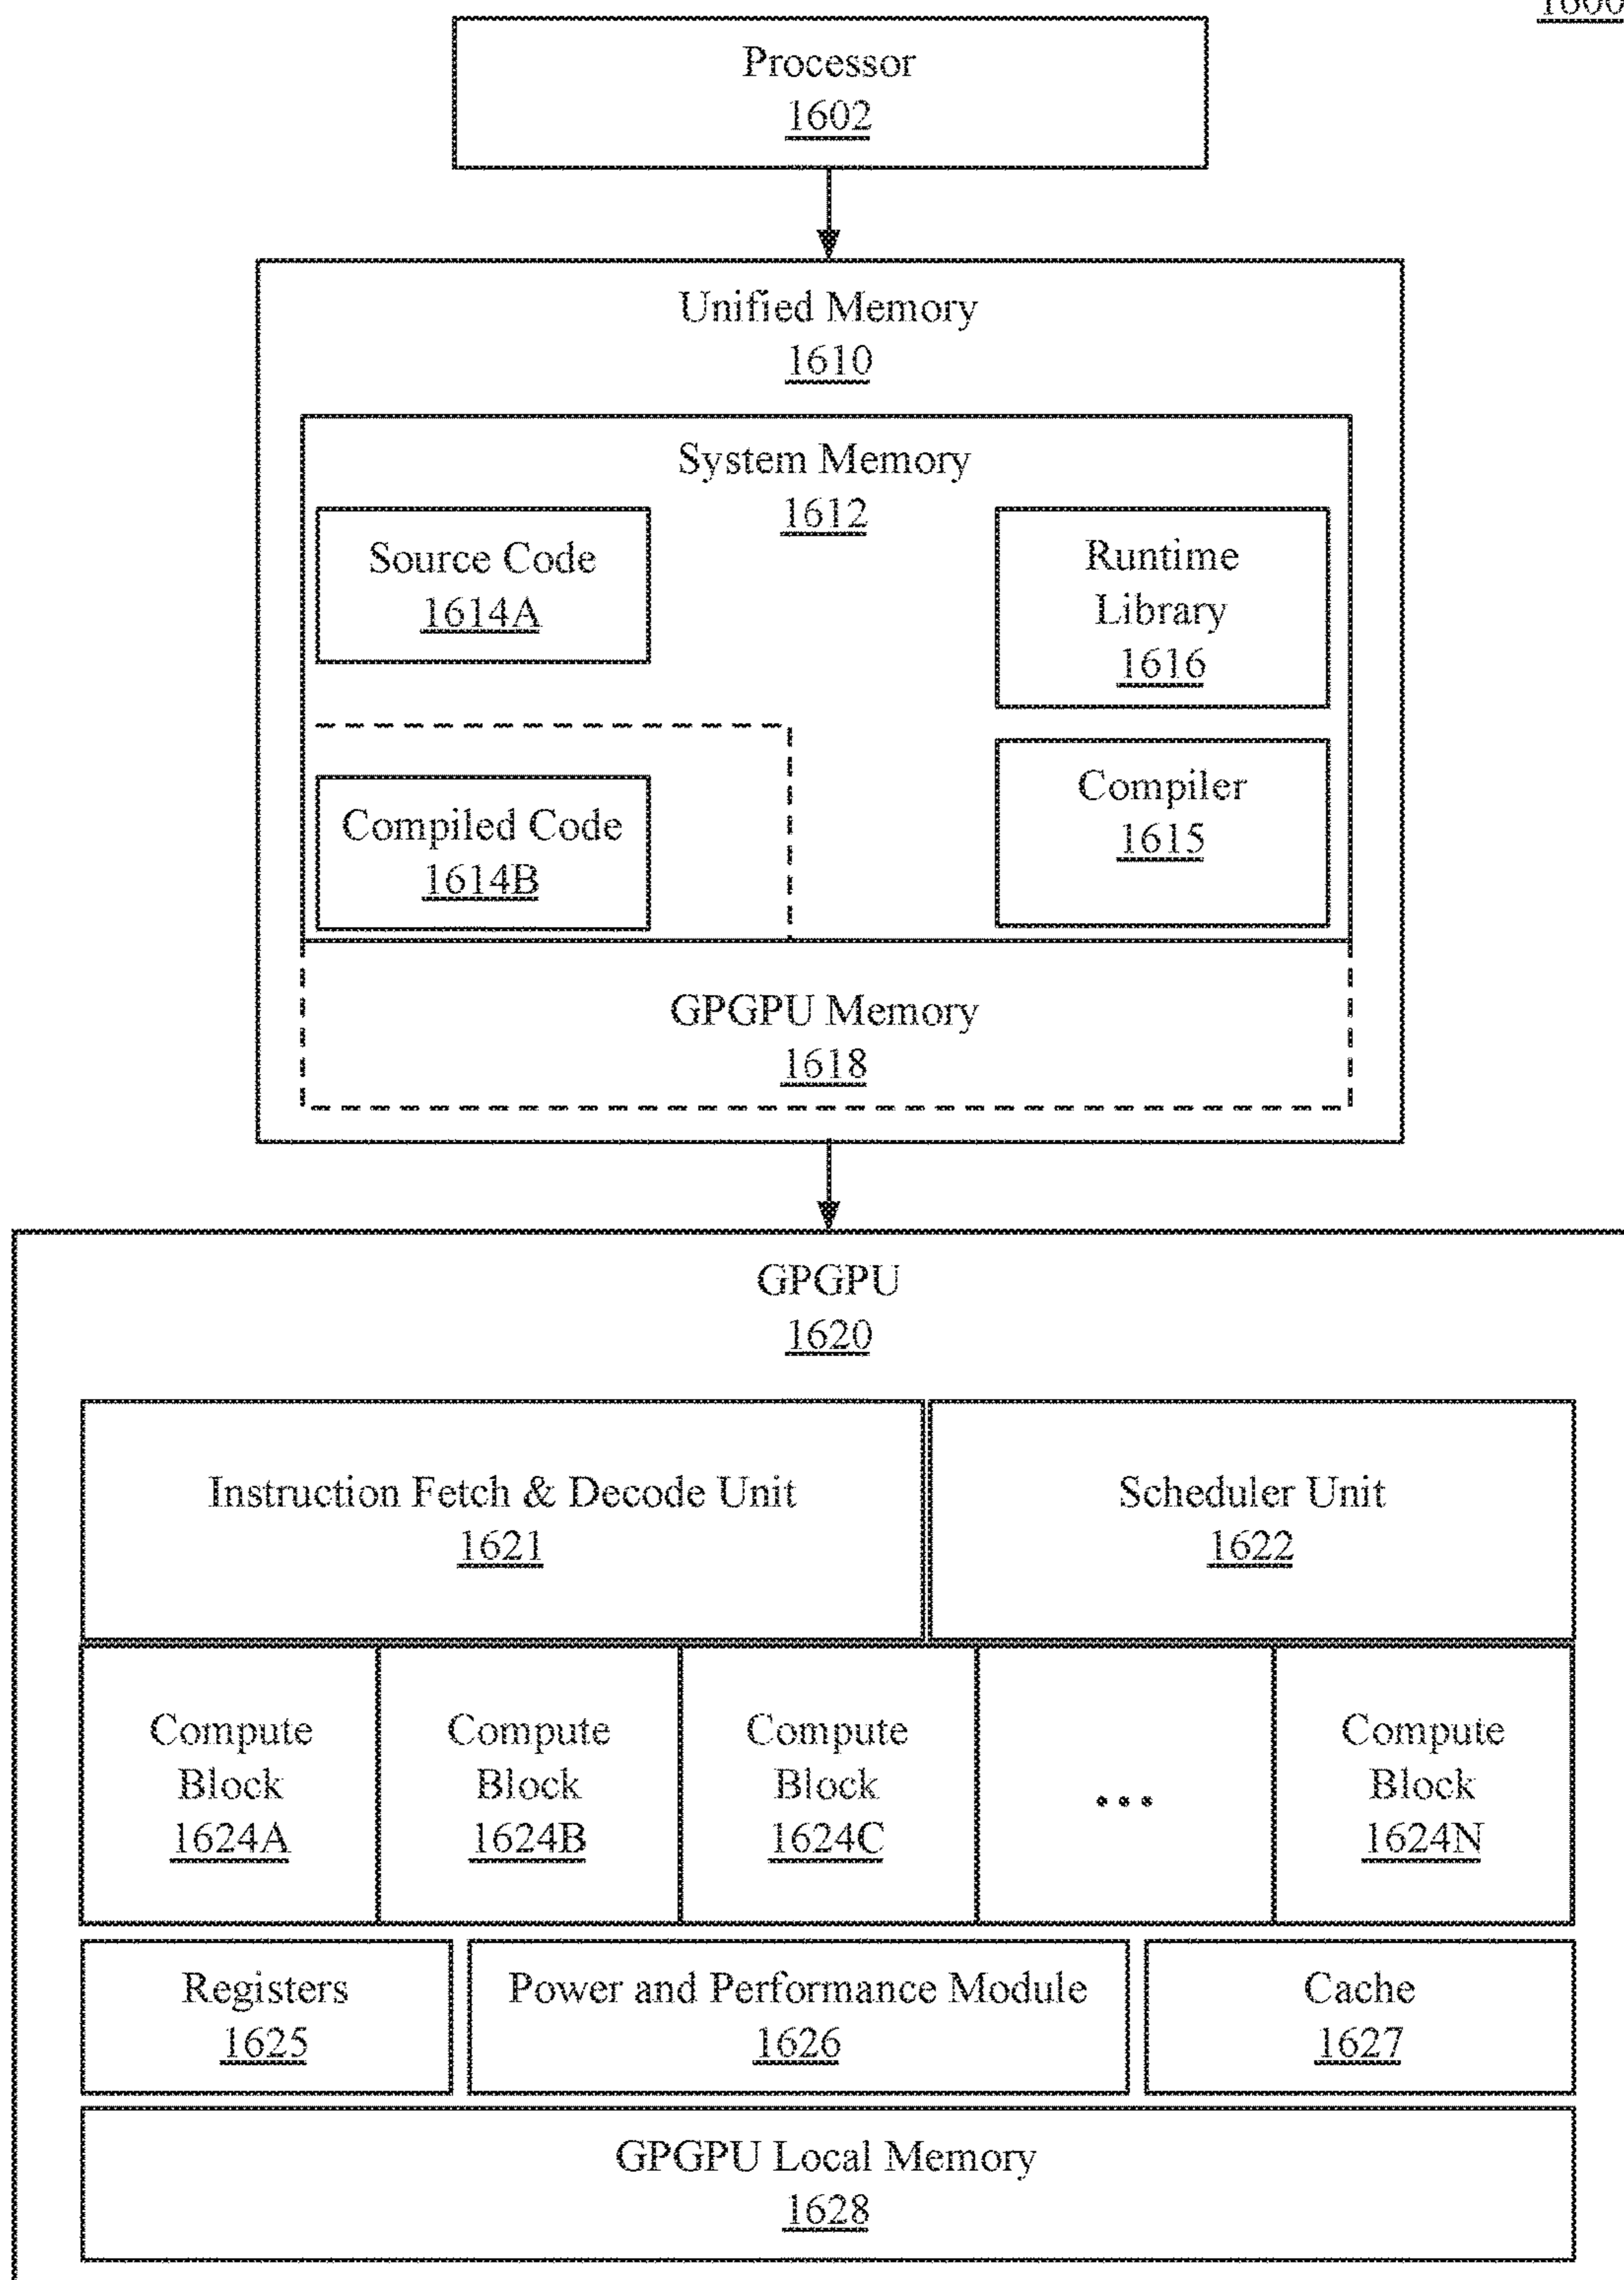 1600
Processor
1602
Unified Memory
1610
System Memory
1612
Source Code
1614A
Runtime
Library
1616
Compiled Code
1614B
Compiler
1615
GPGPU Memory
1618
GPGPU
1620
Instruction Fetch & Decode Unit
1621
Scheduler Unit
1622
Compute
Block
1624A
Compute
Block
1624B
Compute
Block
1624C
...
Compute
Block
1624N
Registers
1625
Power and Performance Module
1626
Cache
1627
GPGPU Local Memory
1628